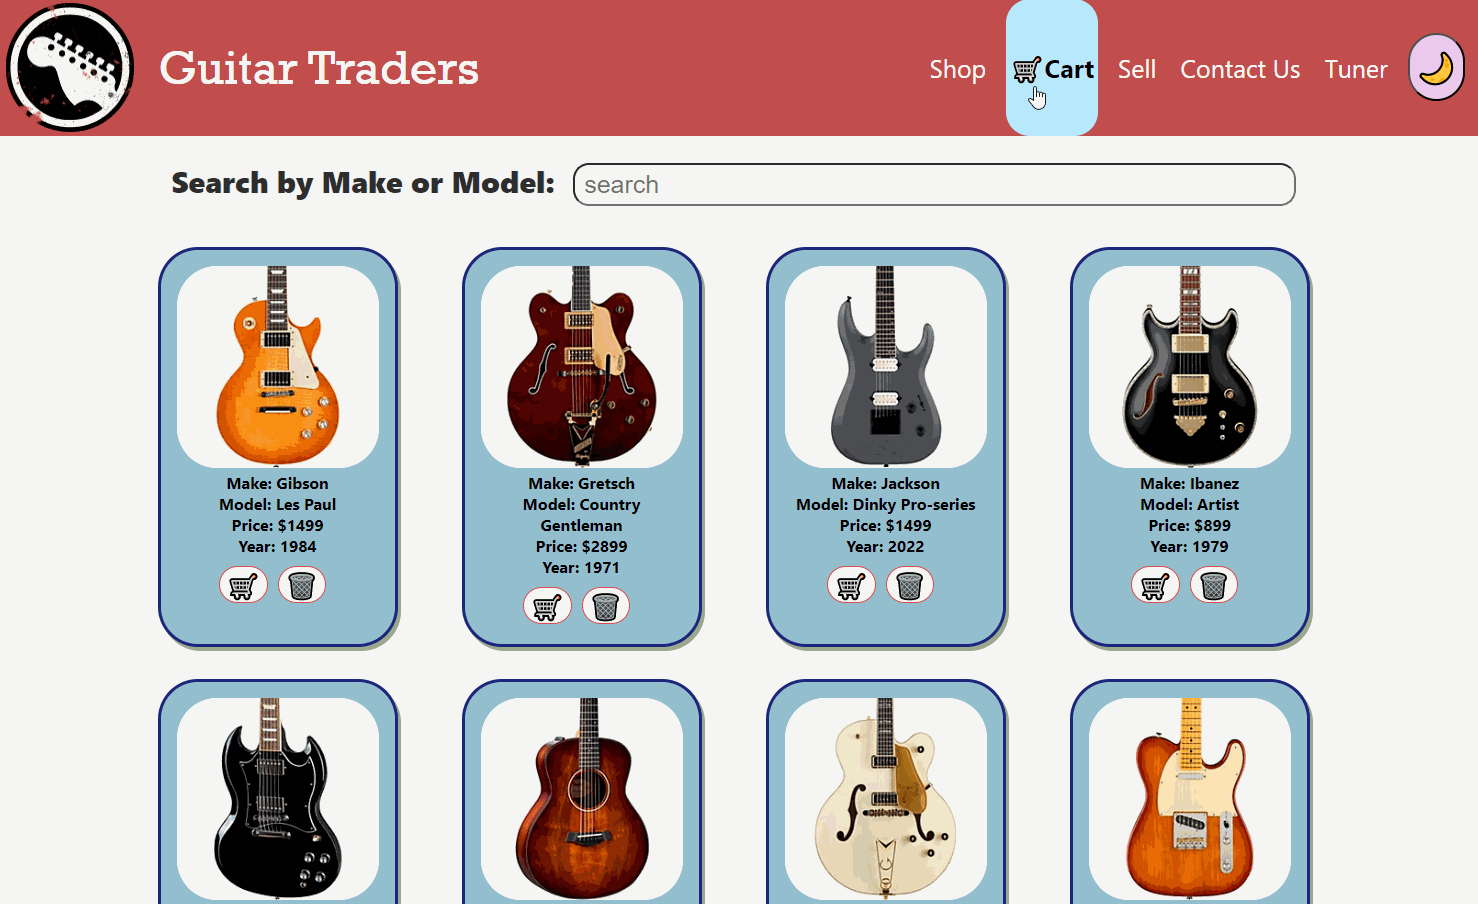 Guitar Traders
Shop
Cart
Sell
Contact Us
Tuner
Search by Make or Model:
search
Make: Gibson
Model: Les Paul
Price: $1499
Year: 1984
Make: Gretsch
Model: Country
Gentleman
Price: $2899
Year: 1971
Make: Jackson
Model: Dinky Pro-series
Price: $1499
Year: 2022
Make: Ibanez
Model: Artist
Price: $899
Year: 1979